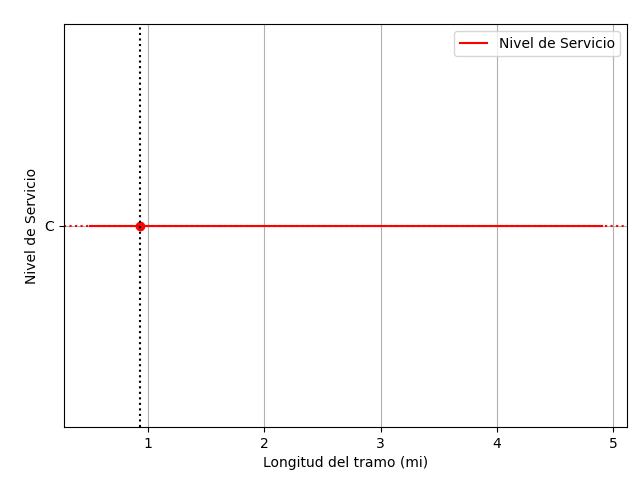 Nivel de Servicio
Nivel de Servicio
C
1 2 3 4 5
Longitud del tramo (mi)